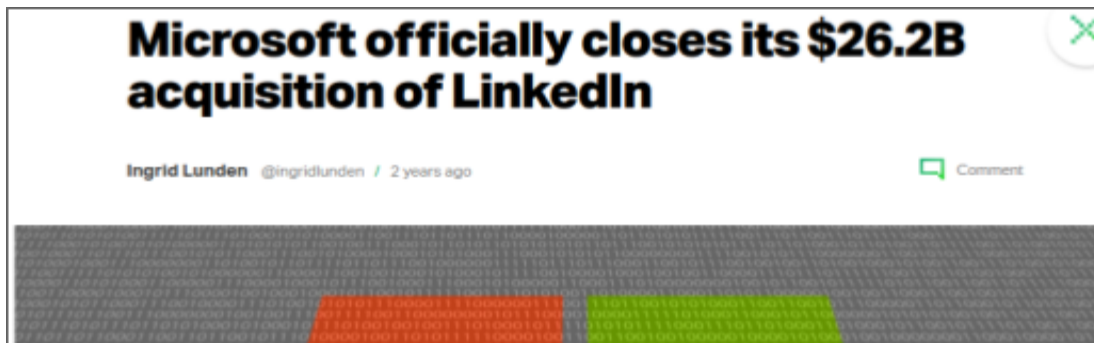 Microsoft officially closes its $26.2B
acquisition of LinkedIn
Ingrid Lunden @ingridlunden / 2 years ago
Comment